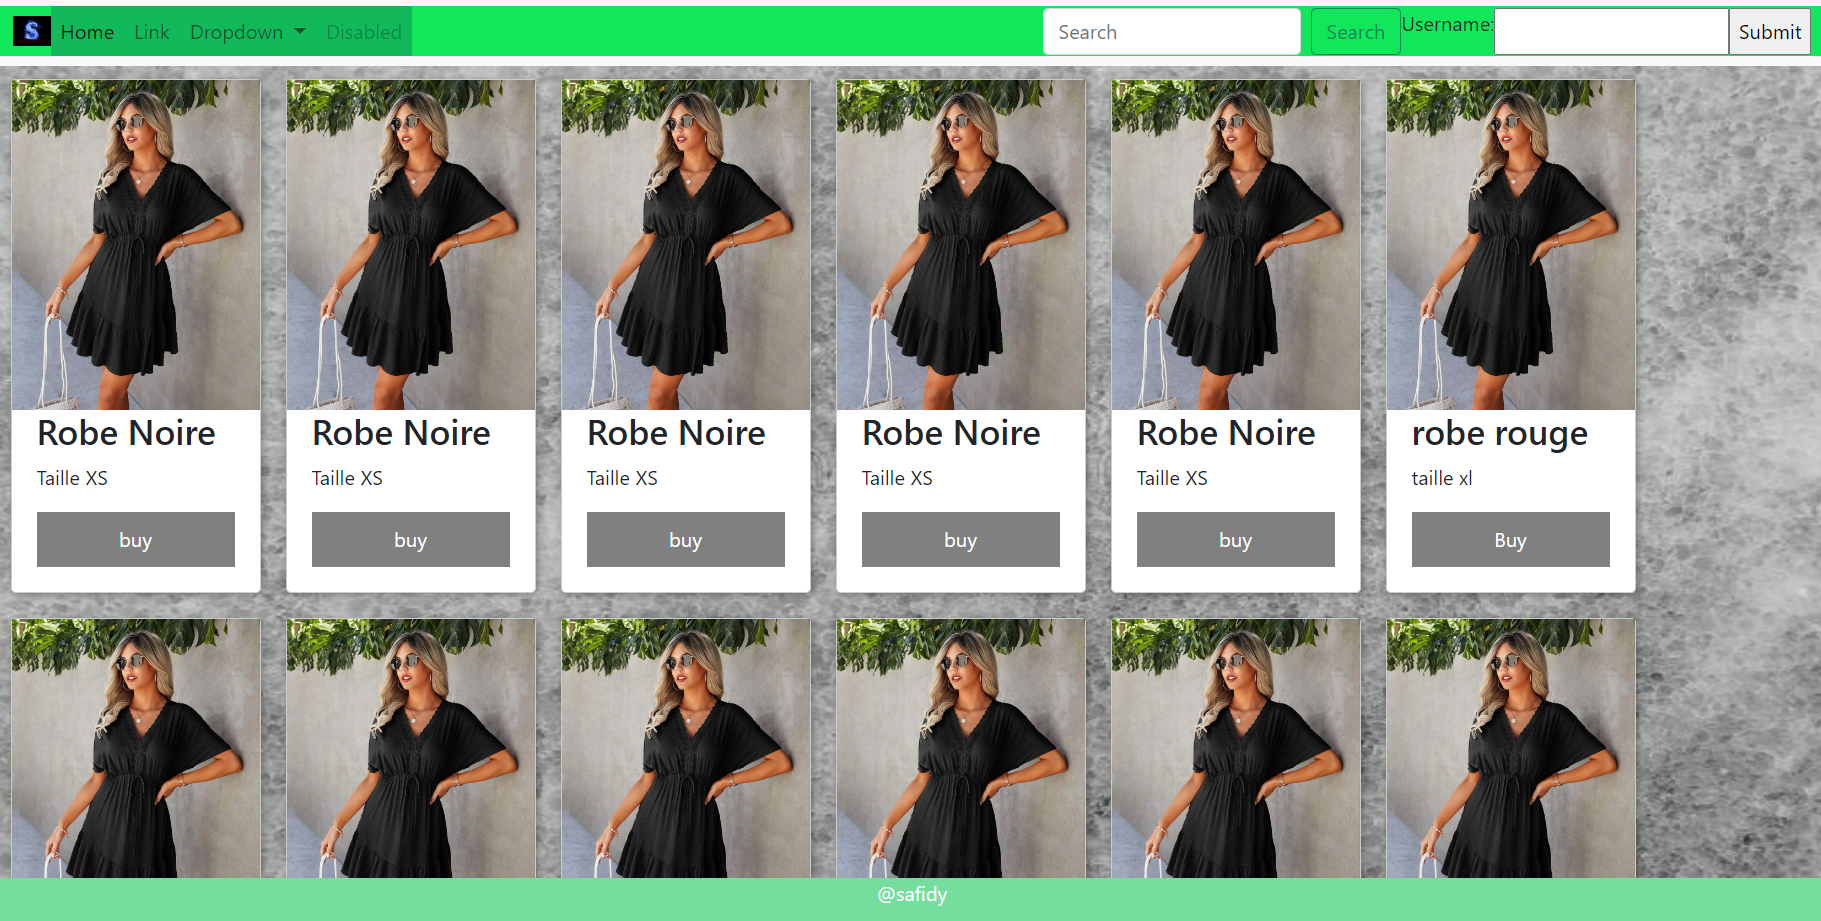 S Home Link Dropdown Disabled Search Search Username: Submit
Robe Noire Robe Noire Robe Noire Robe Noire Robe Noire robe rouge
Taille XS Taille XS Taille XS Taille XS Taille XS taille xl
buy buy buy buy buy Buy
@safidy